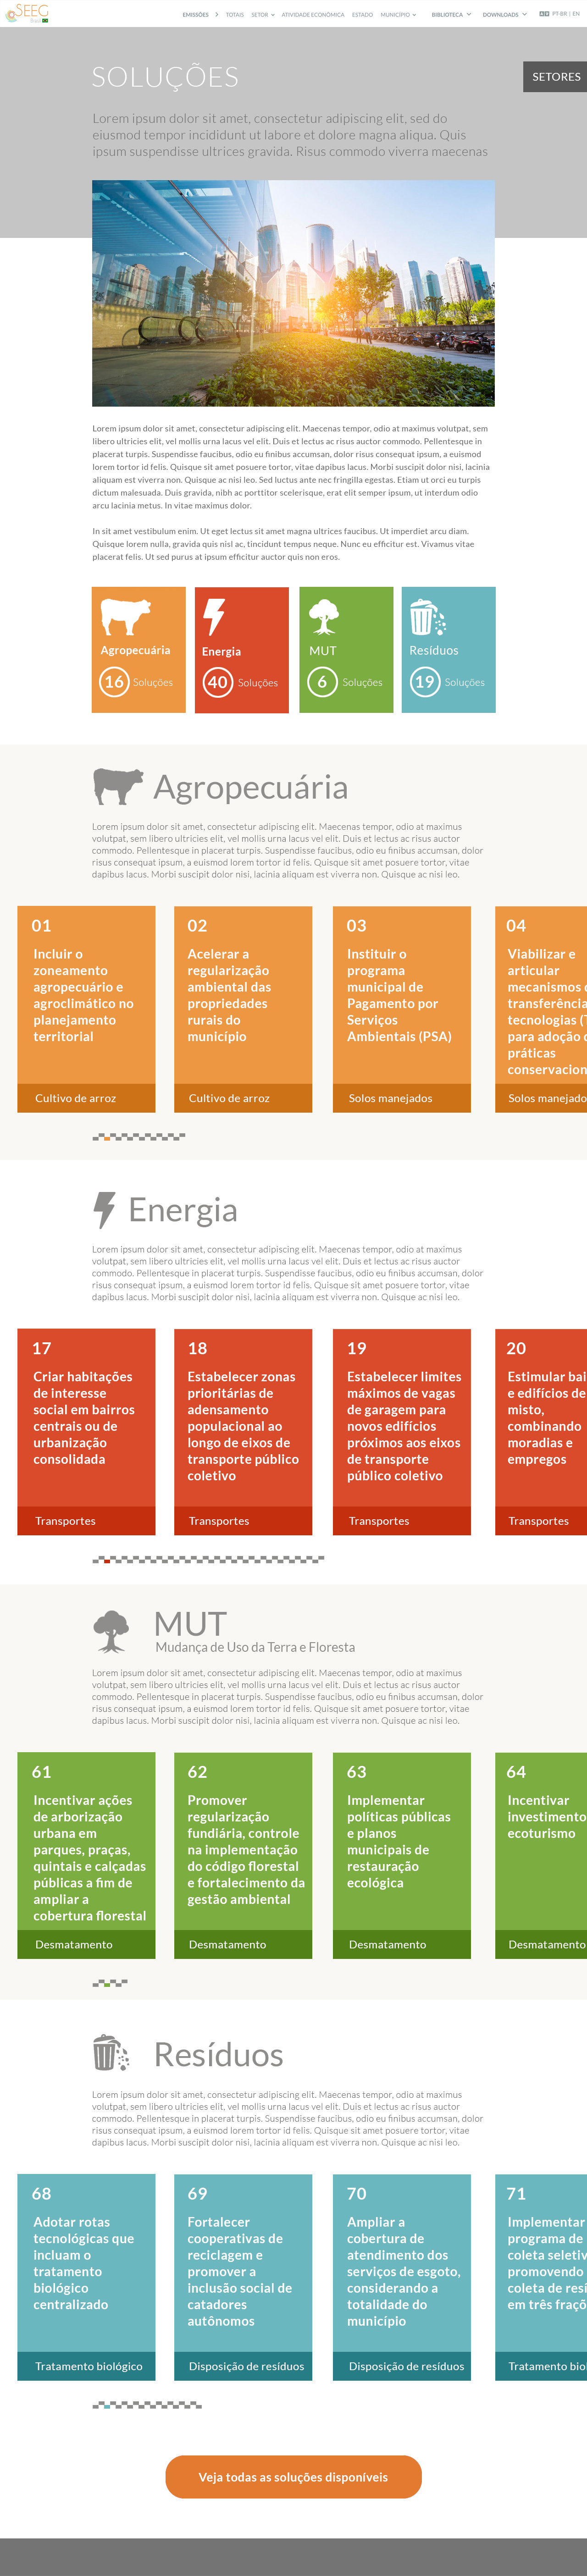 SEEG
Brasil
EMISSÕES
TOTAIS
SETOR
ATIVIDADE ECONÔMICA
ESTADO
MUNICÍPIO
BIBLIOTECA
DOWNLOADS
PT-BR | EN
SOLUÇÕES
SETORES
Lorem ipsum dolor sit amet, consectetur adipiscing elit, sed do
eiusmod tempor incididunt ut labore et dolore magna aliqua. Quis
ipsum suspendisse ultrices gravida. Risus commodo viverra maecenas
Lorem ipsum dolor sit amet, consectetur adipiscing elit. Maecenas tempor, odio at maximus volutpat, sem
libero ultricies elit, vel mollis urna lacus vel elit. Duis et lectus ac risus auctor commodo. Pellentesque in
placerat turpis. Suspendisse faucibus, odio eu finibus accumsan, dolor risus consequat ipsum, a euismod
lorem tortor id felis. Quisque sit amet posuere tortor, vitae dapibus lacus. Morbi suscipit dolor nisi, lacinia
aliquam est viverra non. Quisque ac nisi leo. Sed luctus ante nec fringilla egestas. Etiam ut orci eu turpis
dictum malesuada. Duis gravida, nibh ac porttitor scelerisque, erat elit semper ipsum, ut interdum odio
arcu lacinia metus. In vitae maximus dolor.
In sit amet vestibulum enim. Ut eget lectus sit amet magna ultrices faucibus. Ut imperdiet arcu diam.
Quisque lorem nulla, gravida quis nisl ac, tincidunt tempus neque. Nunc eu efficitur est. Vivamus vitae
placerat felis. Ut sed purus at ipsum efficitur auctor quis non eros.
Agropecuária
16 Soluções
Energia
40 Soluções
MUT
6 Soluções
Resíduos
19 Soluções
Agropecuária
Lorem ipsum dolor sit amet, consectetur adipiscing elit. Maecenas tempor, odio at maximus
volutpat, sem libero ultricies elit, vel mollis urna lacus vel elit. Duis et lectus ac risus auctor
commodo. Pellentesque in placerat turpis. Suspendisse faucibus, odio eu finibus accumsan, dolor
risus consequat ipsum, a euismod lorem tortor id felis. Quisque sit amet posuere tortor, vitae
dapibus lacus. Morbi suscipit dolor nisi, lacinia aliquam est viverra non. Quisque ac nisi leo.
01
Incluir o
zoneamento
agropecuário e
agroclimático no
planejamento
territorial
Cultivo de arroz
02
Acelerar a
regularização
ambiental das
propriedades
rurais do
município
Cultivo de arroz
03
Instituir o
programa
municipal de
Pagamento por
Serviços
Ambientais (PSA)
Solos manejados
04
Viabilizar e
articular
mecanismos
transferência
tecnologias
para adoção
práticas
conservacion
Solos manejado
Energia
Lorem ipsum dolor sit amet, consectetur adipiscing elit. Maecenas tempor, odio at maximus
volutpat, sem libero ultricies elit, vel mollis urna lacus vel elit. Duis et lectus ac risus auctor
commodo. Pellentesque in placerat turpis. Suspendisse faucibus, odio eu finibus accumsan, dolor
risus consequat ipsum, a euismod lorem tortor id felis. Quisque sit amet posuere tortor, vitae
dapibus lacus. Morbi suscipit dolor nisi, lacinia aliquam est viverra non. Quisque ac nisi leo.
17
Criar habitações
de interesse
social em bairros
centrais ou de
urbanização
consolidada
Transportes
18
Estabelecer zonas
prioritárias de
adensamento
populacional ao
longo de eixos de
transporte público
coletivo
Transportes
19
Estabelecer limites
máximos de vagas
de garagem para
novos edifícios
próximos aos eixos
de transporte
público coletivo
Transportes
20
Estimular bai
e edifícios de
misto,
combinando
moradias e
empregos
Transportes
MUT
Mudança de Uso da Terra e Floresta
Lorem ipsum dolor sit amet, consectetur adipiscing elit. Maecenas tempor, odio at maximus
volutpat, sem libero ultricies elit, vel mollis urna lacus vel elit. Duis et lectus ac risus auctor
commodo. Pellentesque in placerat turpis. Suspendisse faucibus, odio eu finibus accumsan, dolor
risus consequat ipsum, a euismod lorem tortor id felis. Quisque sit amet posuere tortor, vitae
dapibus lacus. Morbi suscipit dolor nisi, lacinia aliquam est viverra non. Quisque ac nisi leo.
61
Incentivar ações
de arborização
urbana em
parques, praças,
quintais e calçadas
públicas a fim de
ampliar a
cobertura florestal
Desmatamento
62
Promover
regularização
fundiária, controle
na implementação
do código florestal
e fortalecimento da
gestão ambiental
Desmatamento
63
Implementar
políticas públicas
e planos
municipais de
restauração
ecológica
Desmatamento
64
Incentivar
investimento
ecoturismo
Desmatamento
Resíduos
Lorem ipsum dolor sit amet, consectetur adipiscing elit. Maecenas tempor, odio at maximus
volutpat, sem libero ultricies elit, vel mollis urna lacus vel elit. Duis et lectus ac risus auctor
commodo. Pellentesque in placerat turpis. Suspendisse faucibus, odio eu finibus accumsan, dolor
risus consequat ipsum, a euismod lorem tortor id felis. Quisque sit amet posuere tortor, vitae
dapibus lacus. Morbi suscipit dolor nisi, lacinia aliquam est viverra non. Quisque ac nisi leo.
68
Adotar rotas
tecnológicas que
incluam o
tratamento
biológico
centralizado
Tratamento biológico
69
Fortalecer
cooperativas de
reciclagem e
promover a
inclusão social de
catadores
autônomos
Disposição de resíduos
70
Ampliar a
cobertura de
atendimento dos
serviços de esgoto,
considerando a
totalidade do
município
Disposição de resíduos
71
Implementar
programa de
coleta seletiv
promovendo
coleta de resí
em três fraçõ
Tratamento bio
Veja todas as soluções disponíveis